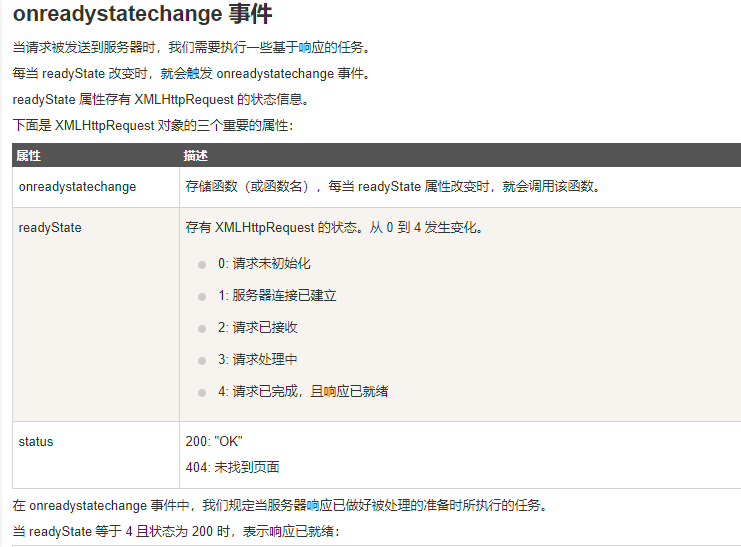 onreadystatechange 事件
当请求被发送到服务器时，我们需要执行一些基于响应的任务。
每当 readyState 改变时，就会触发 onreadystatechange 事件。
readyState 属性存有 XMLHttpRequest 的状态信息。
下面是 XMLHttpRequest 对象的三个重要的属性：
属性 描述
onreadystatechange 存储函数（或函数名），每当 readyState 属性改变时，就会调用该函数。
readyState 存有 XMLHttpRequest 的状态。从 0 到 4 发生变化。
0: 请求未初始化
1: 服务器连接已建立
2: 请求已接收
3: 请求处理中
4: 请求已完成，且响应已就绪
status 200: "OK"
404: 未找到页面
在 onreadystatechange 事件中，我们规定当服务器响应已做好被处理的准备时所执行的任务。
当 readyState 等于 4 且状态为 200 时，表示响应已就绪：